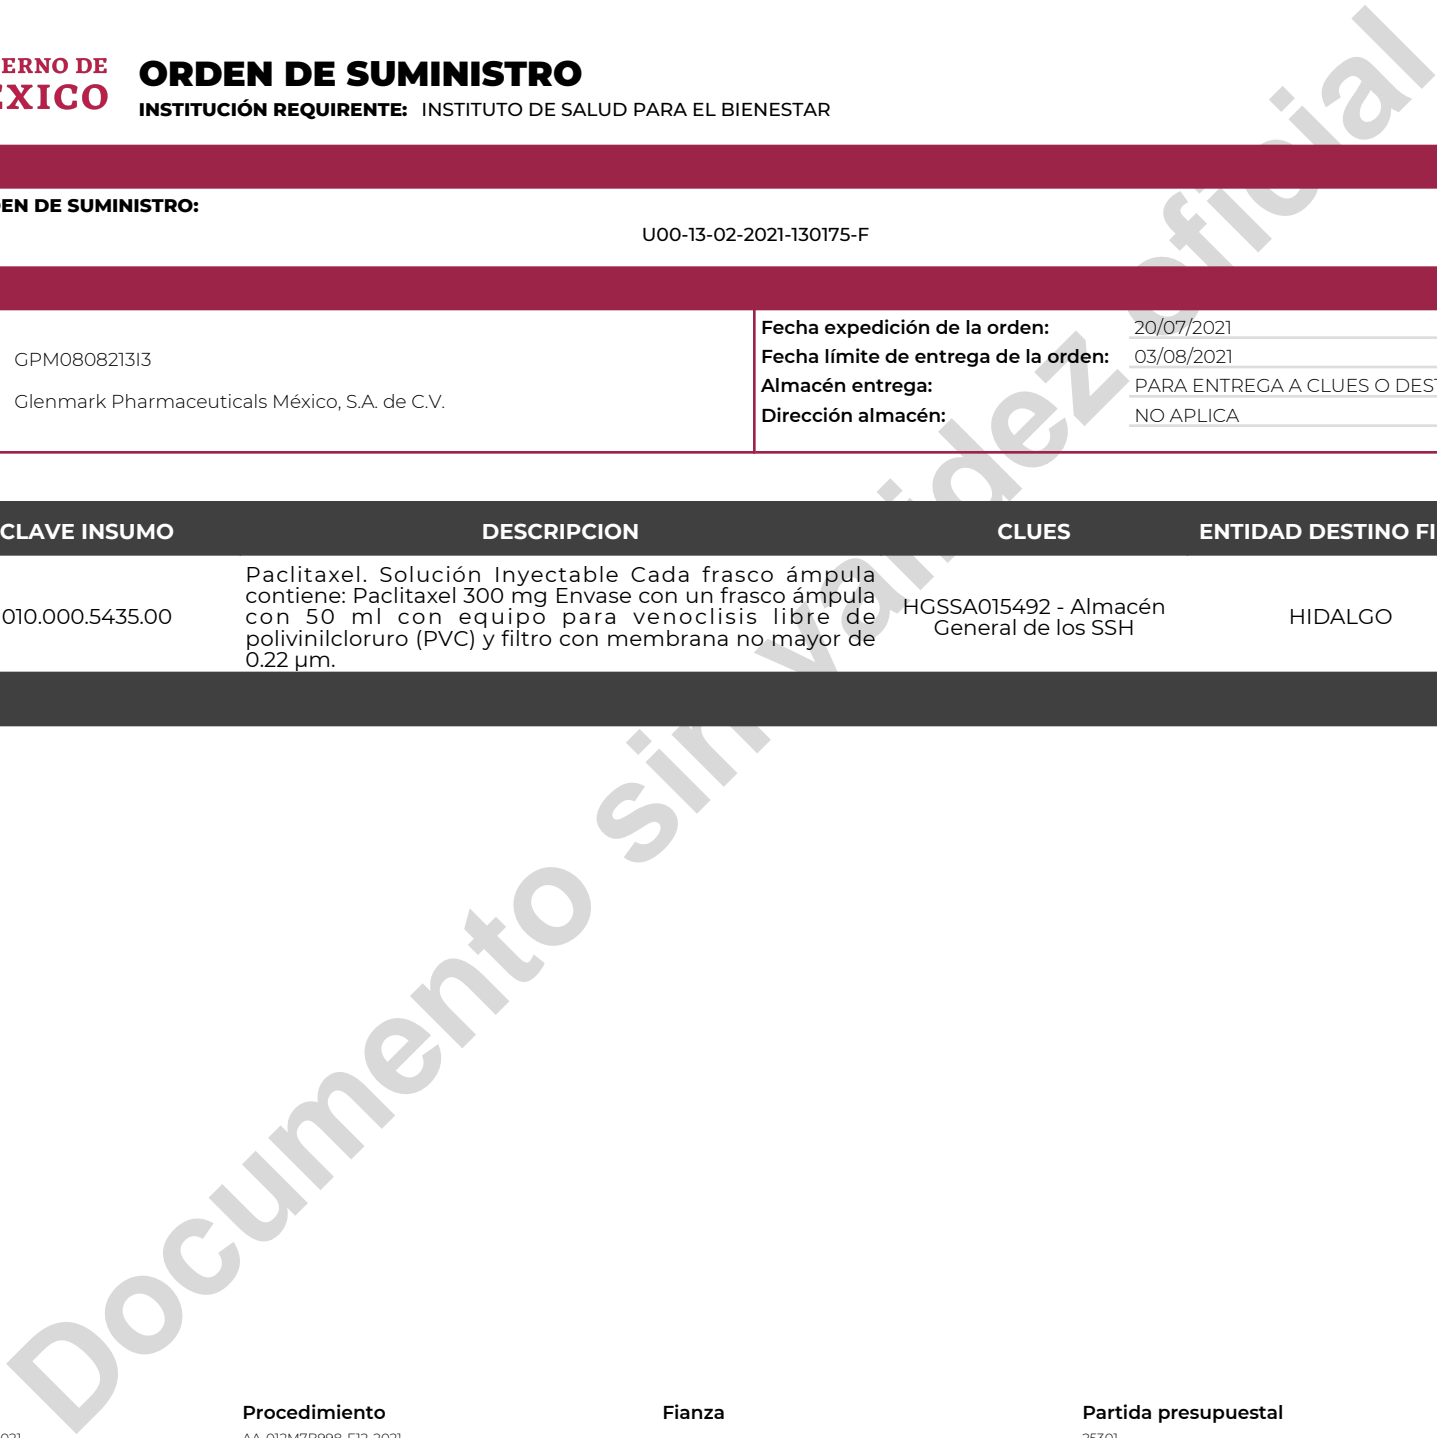 ERNO DE
ÉXICO
ORDEN DE SUMINISTRO
INSTITUCIÓN REQUIRENTE: INSTITUTO DE SALUD PARA EL BIENESTAR
EN DE SUMINISTRO:
U00-13-02-2021-130175-F
GPM0808213I3
Glenmark Pharmaceuticals México, S.A. de C.V.
Fecha expedición de la orden: 20/07/2021
Fecha límite de entrega de la orden: 03/08/2021
Almacén entrega: PARA ENTREGA A CLUES O DEST
Dirección almacén: NO APLICA
CLAVE INSUMO DESCRIPCION CLUES ENTIDAD DESTINO FI
010.000.5435.00
Paclitaxel. Solución Inyectable Cada frasco ámpula
contiene: Paclitaxel 300 mg Envase con un frasco ámpula
con 50 ml con equipo para venoclisis libre de
polivinilcloruro (PVC) y filtro con membrana no mayor de
0.22 µm.
HGSSA015492 - Almacén
General de los SSH
HIDALGO
Documento sin validez oficial
Procedimiento Fianza Partida presupuestal